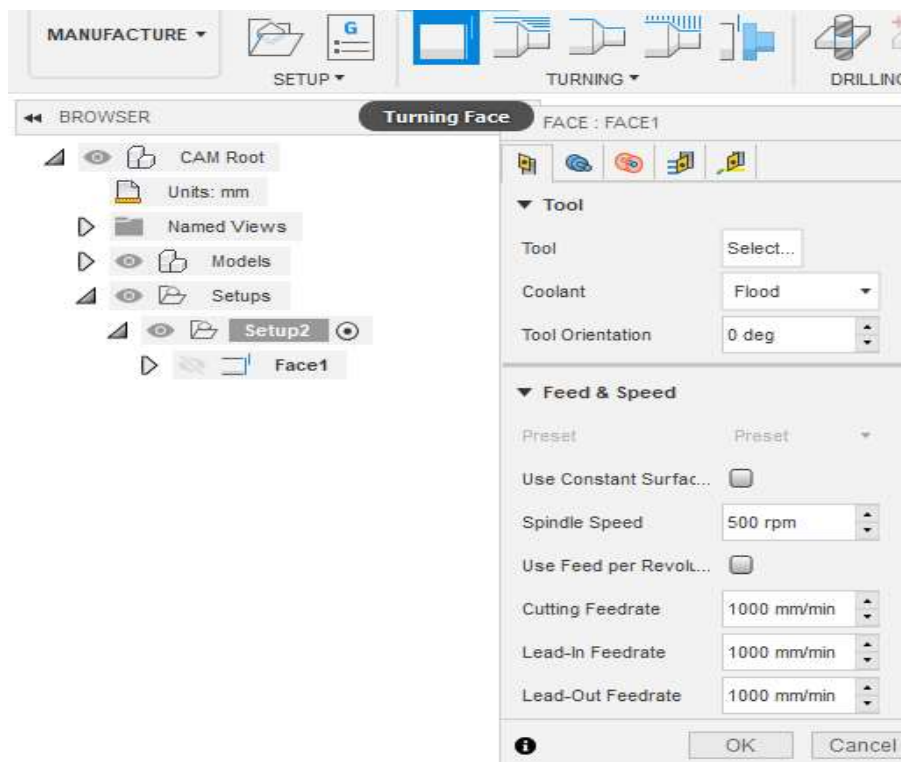 MANUFACTURE
G
SETUP
TURNING
DRILLING
BROWSER
Turning Face
FACE : FACE1
CAM Root
Units: mm
Named Views
Models
Setups
Setup2
Face1
Tool
Tool Select...
Coolant Flood
Tool Orientation 0 deg
Feed & Speed
Preset Preset
Use Constant Surfac...
Spindle Speed 500 rpm
Use Feed per Revolu...
Cutting Feedrate 1000 mm/min
Lead-In Feedrate 1000 mm/min
Lead-Out Feedrate 1000 mm/min
OK Cancel